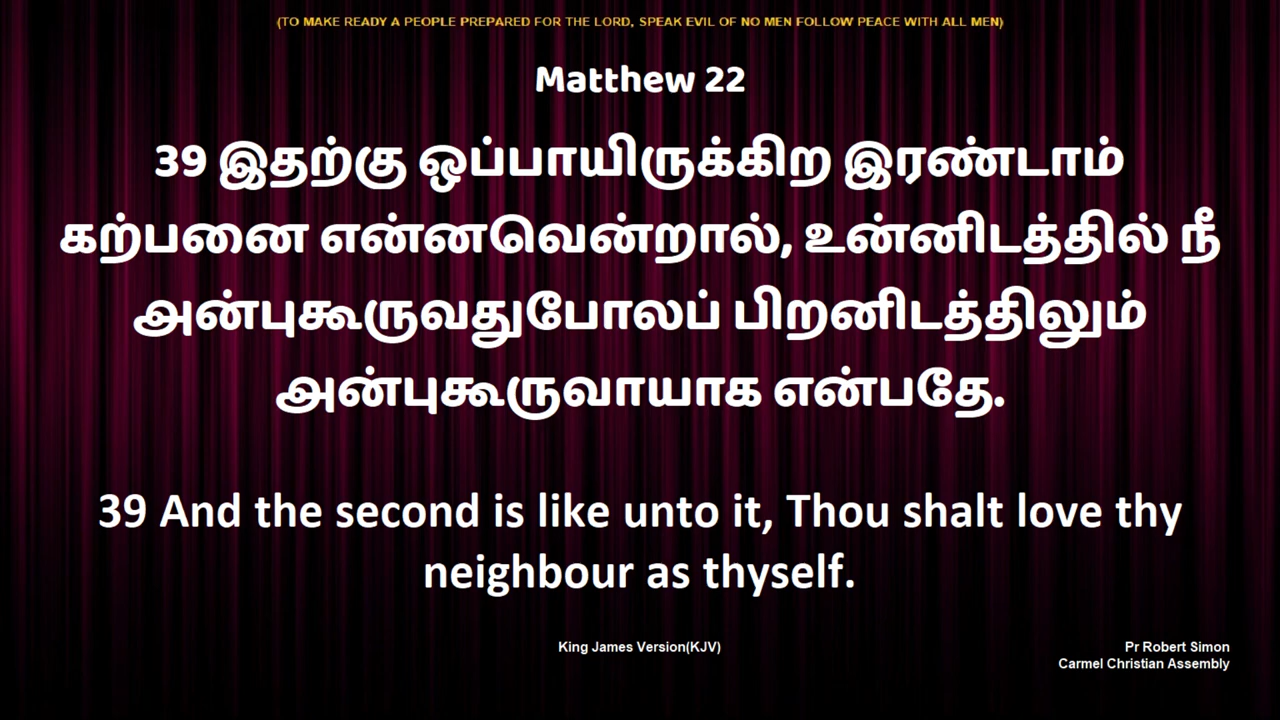 (TO MAKE READY A PEOPLE PREPARED FOR THE LORD, SPEAK EVIL OF NO MEN FOLLOW PEACE WITH ALL MEN)
Matthew 22
39 இதற்கு ஒப்பாயிருக்கிற இரண்டாம்
கற்பனை என்னவென்றால், உன்னிடத்தில் நீ
அன்புகூருவதுபோலப் பிறனிடத்திலும்
அன்புகூருவாயாக என்பதே.
39 And the second is like unto it, Thou shalt love thy
neighbour as thyself.
King James Version(KJV)
Pr Robert Simon
Carmel Christian Assembly